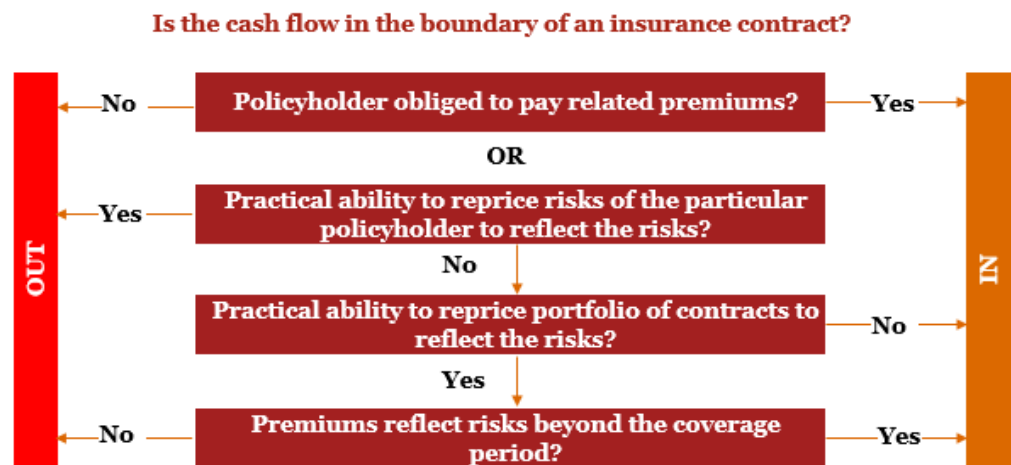 Is the cash flow in the boundary of an insurance contract?
No
Policyholder obliged to pay related premiums?
Yes
OR
Yes
Practical ability to reprice risks of the particular
policyholder to reflect the risks?
No
OUT
IN
Practical ability to reprice portfolio of contracts to
reflect the risks?
No
Yes
No
Premiums reflect risks beyond the coverage
period?
Yes